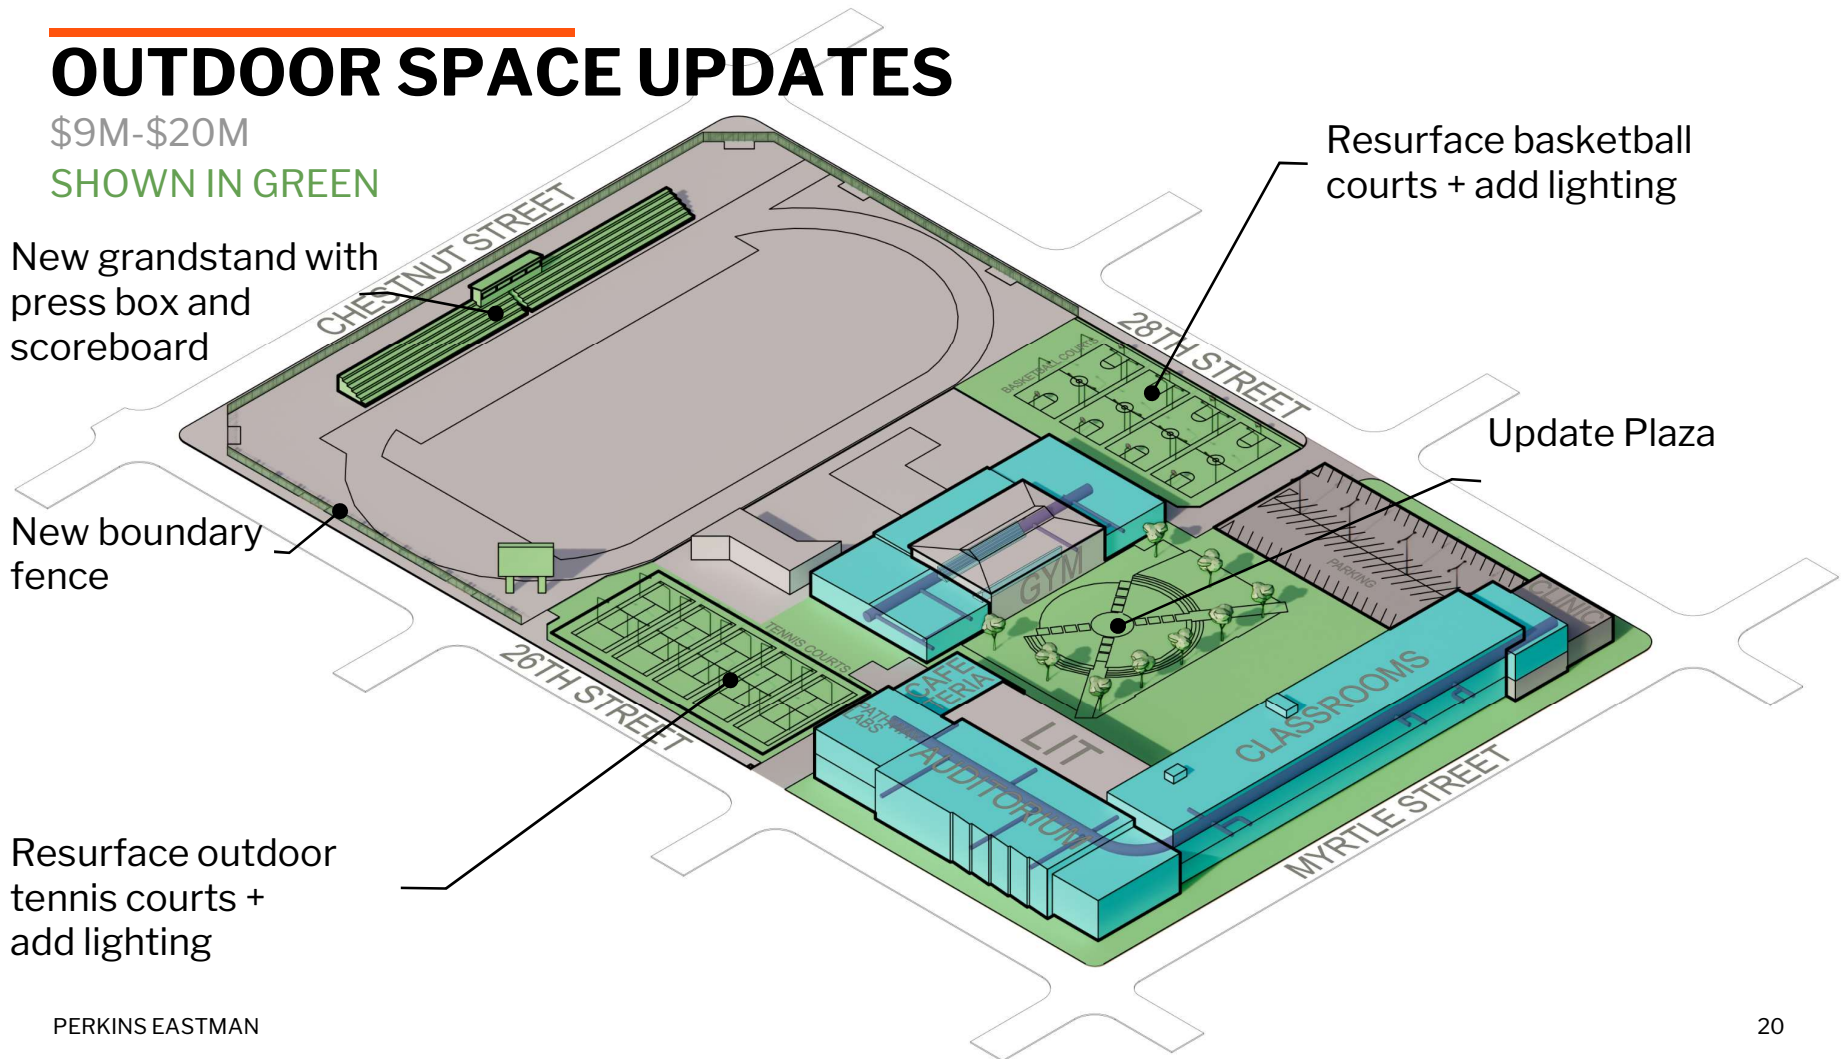 OUTDOOR SPACE UPDATES
$9M-$20M
SHOWN IN GREEN
New grandstand with
press box and
scoreboard
New boundary
fence
Resurface outdoor
tennis courts +
add lighting
Resurface basketball
courts + add lighting
Update Plaza
CHESTNUT STREET
28TH STREET
26TH STREET
MYRTLE STREET
BASKETBALL COURTS
TENNIS COURTS
PARKING
CLINIC
GYM
CAFE
TERIA
LABS
LIT
AUDITORIUM
CLASSROOMS
PERKINS EASTMAN
20